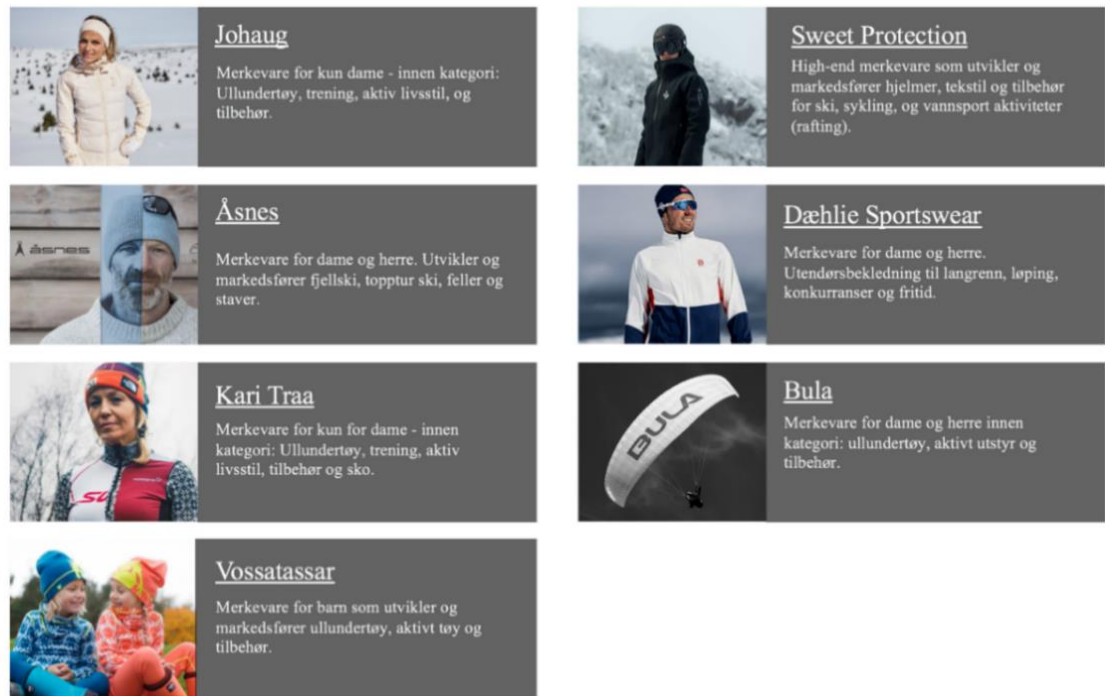 Johaug
Merkevare for kun dame - innen kategori:
Ullundertøy, trening, aktiv livsstil, og
tilbehør.
Sweet Protection
High-end merkevare som utvikler og
markedsfører hjelmer, tekstil og tilbehør
for ski, sykling, og vannsport aktiviteter
(rafting).
åsnes
Åsnes
Merkevare for dame og herre. Utvikler og
markedsfører fjellski, topptur ski, feller og
staver.
Dæhlie Sportswear
Merkevare for dame og herre.
Utendørsbekledning til langrenn, løping,
konkurranser og fritid.
Kari Traa
Merkevare for kun for dame - innen
kategori: Ullundertøy, trening, aktiv
livsstil, tilbehør og sko.
BULA
Bula
Merkevare for dame og herre innen
kategori: ullundertøy, aktivt utstyr og
tilbehør.
Vossatassar
Merkevare for barn som utvikler og
markedsfører ullundertøy, aktivt tøy og
tilbehør.